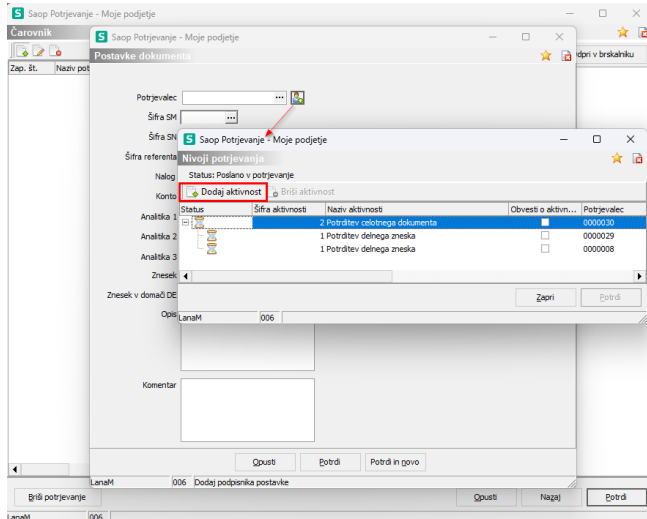 Saop Potrjevanje - Moje podjetje
Čarovnik
dpri v brskalniku
Zap. št. Naziv pot
Saop Potrjevanje - Moje podjetje
Postavke dokumen
Potrjevalec ...
Šifra SM ...
Šifra SN
Šifra referenta
Nalog
Konto
Analitika 1
Analitika 2
Analitika 3
Znesek
Znesek v domači DE
Opis
Komentar
Saop Potrjevanje - Moje podjetje
Nivoji potrjevanja
Status: Poslano v potrjevanje
Dodaj aktivnost Briši aktivnost
Status Šifra aktivnosti Naziv aktivnosti Obvesti o aktivn... Potrjevalec
2 Potrditev celotnega dokumenta 0000030
1 Potrditev delnega zneska 0000029
1 Potrditev delnega zneska 0000008
Zapri Potrdi
LanaM 006
Opusti Potrdi Potrdi in novo
LanaM 006 Dodaj podpisnika postavke
Briši potrjevanje Opusti Nazaj Potrdi
LanaM 006